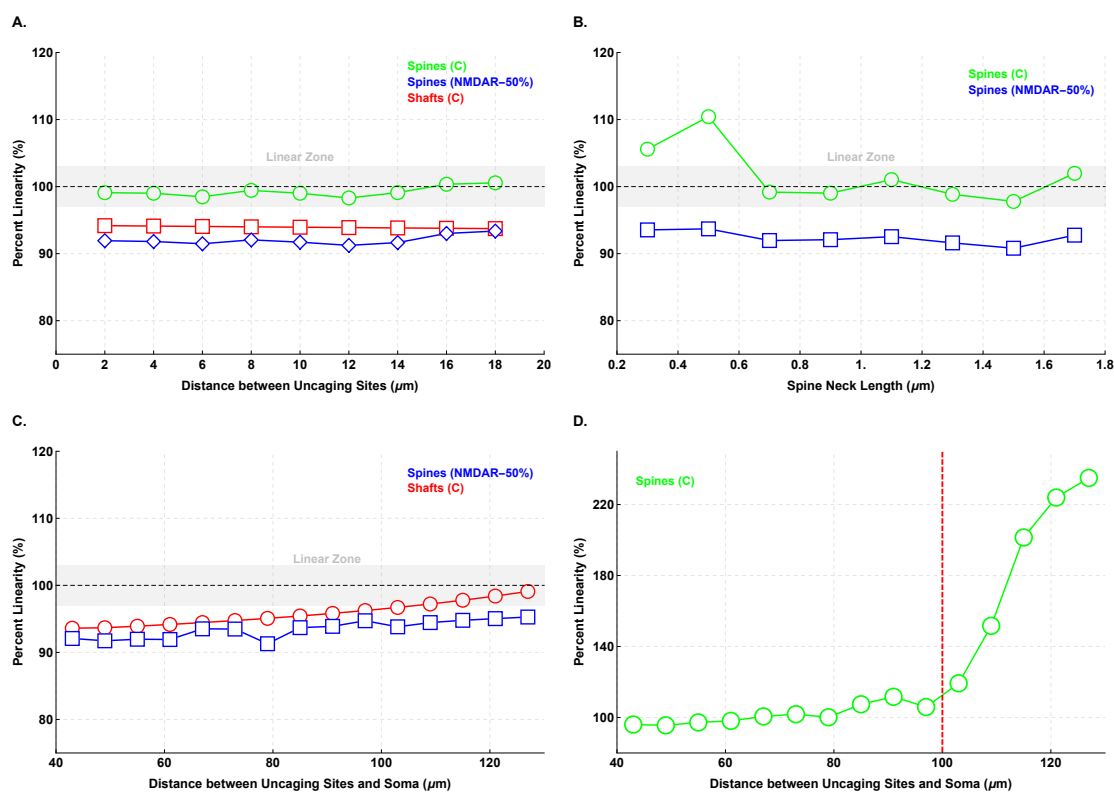 A.
Percent Linearity (%)
120
110
100
90
80
Spines (C)
Spines (NMDAR−50%)
Shafts (C)
Linear Zone
0 2 4 6 8 10 12 14 16 18 20
Distance between Uncaging Sites (μm)
B.
Percent Linearity (%)
120
110
100
90
80
Spines (C)
Spines (NMDAR−50%)
Linear Zone
0.2 0.4 0.6 0.8 1.0 1.2 1.4 1.6 1.8
Spine Neck Length (μm)
C.
Percent Linearity (%)
120
110
100
90
80
Spines (NMDAR−50%)
Shafts (C)
Linear Zone
40 60 80 100 120
Distance between Uncaging Sites and Soma (μm)
D.
Percent Linearity (%)
220
180
140
100
Spines (C)
40 60 80 100 120
Distance between Uncaging Sites and Soma (μm)